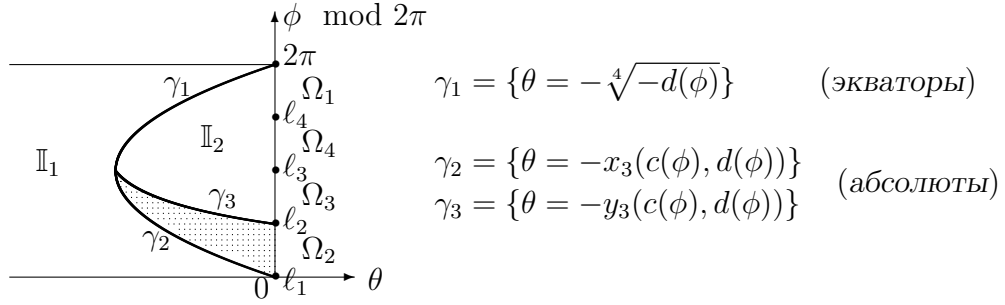 ϕ mod 2π
2π
γ₁
Ω₁
γ₁ = {θ = −∜(−d(ϕ))} (экваторы)
ℓ₄
𝕀₁
𝕀₂
Ω₄
ℓ₃
γ₂ = {θ = −x₃(c(ϕ), d(ϕ))}
(абсолюты)
γ₃
Ω₃
γ₃ = {θ = −y₃(c(ϕ), d(ϕ))}
ℓ₂
γ₂
Ω₂
0
ℓ₁
θ